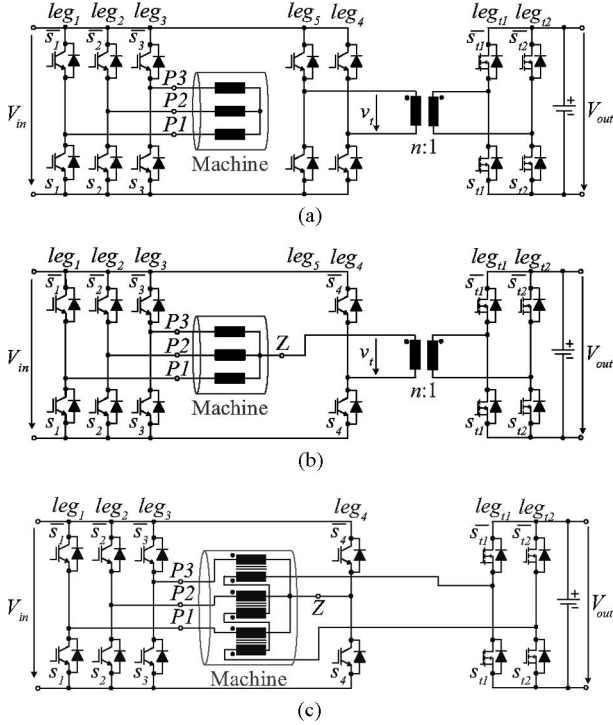 leg1 leg2 leg3 leg5 leg4 legt1 legt2
s̅1 s̅2 s̅3 s̅t1 s̅t2
P3
P2
P1
Vin vt n:1 Vout
Machine
s1 s2 s3 st1 st2
(a)
leg1 leg2 leg3 leg5 leg4 legt1 legt2
s̅1 s̅2 s̅3 s̅4 s̅t1 s̅t2
P3
P2 Z
P1
Vin vt n:1 Vout
Machine
s1 s2 s3 s4 st1 st2
(b)
leg1 leg2 leg3 leg4 legt1 legt2
s̅1 s̅2 s̅3 s̅4 s̅t1 s̅t2
P3
P2 Z
P1
Vin Vout
Machine
s1 s2 s3 s4 st1 st2
(c)